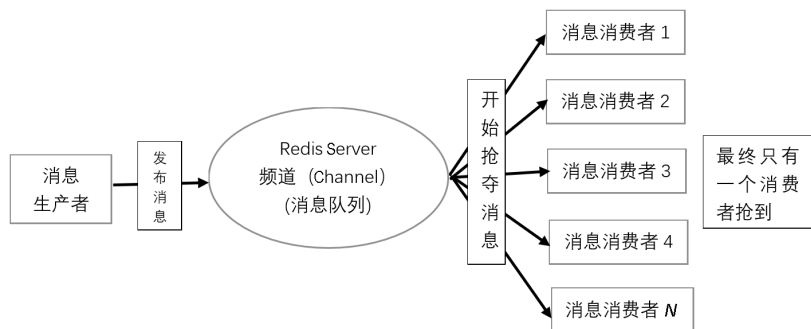 消息
生产者
发布消息
Redis Server
频道（Channel）
(消息队列)
开始抢夺消息
消息消费者 1
消息消费者 2
消息消费者 3
消息消费者 4
消息消费者 N
最终只有
一个消费
者抢到